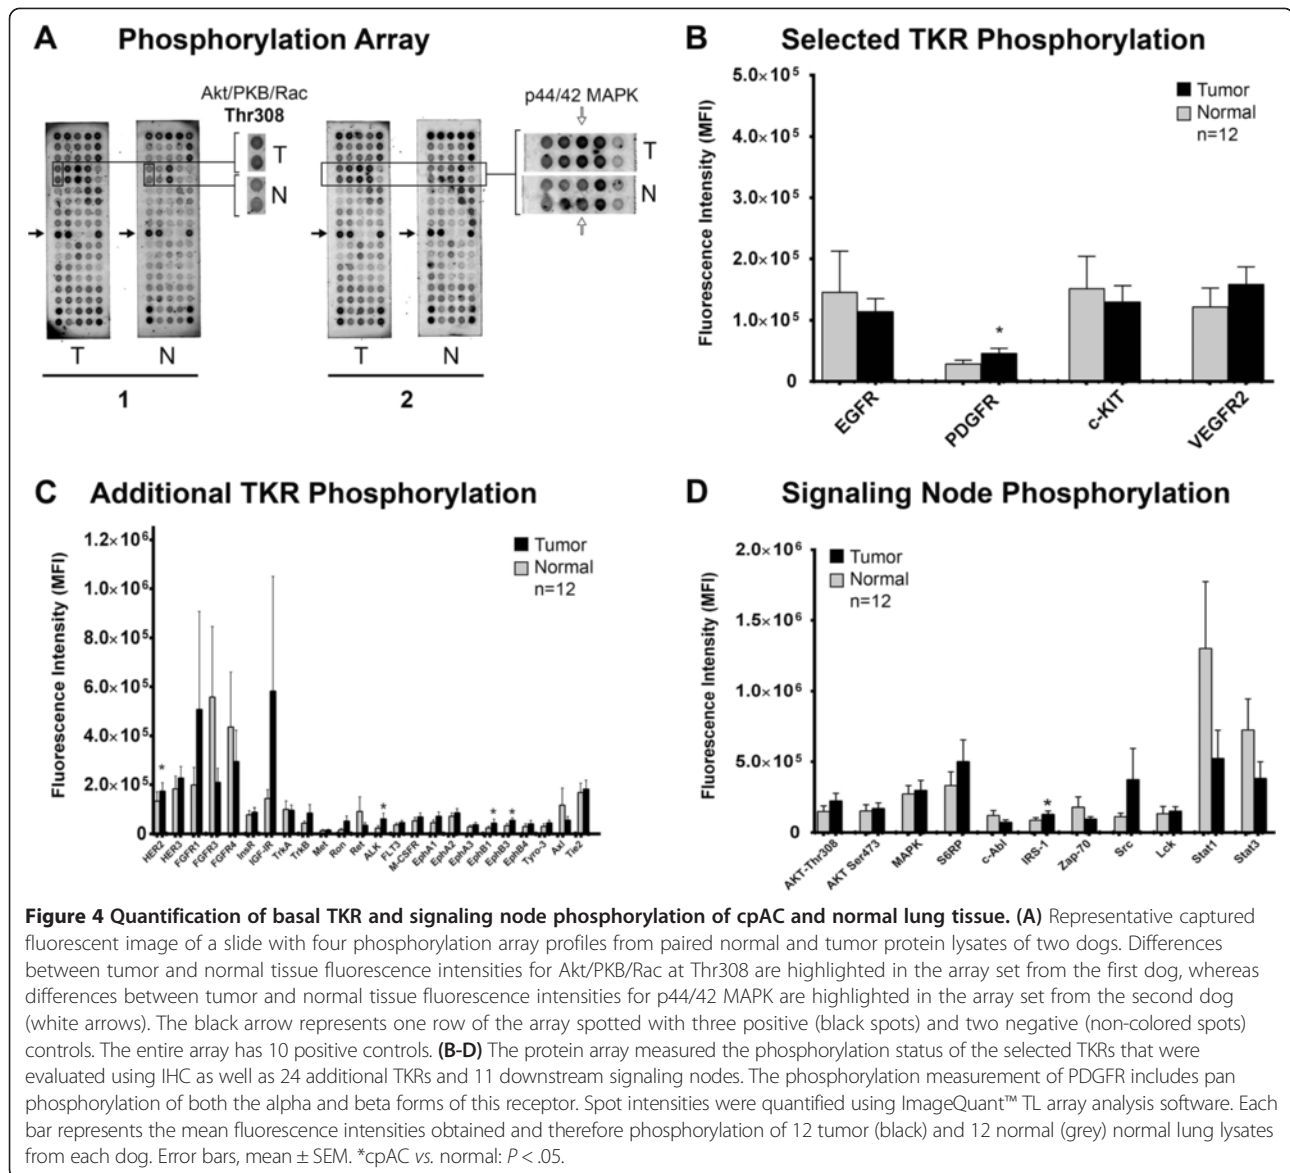 A Phosphorylation Array
Akt/PKB/Rac
Thr308
T
N
p44/42 MAPK
T
N
T N T N
1 2
B Selected TKR Phosphorylation
Fluorescence Intensity (MFI)
5.0× 10⁵
4.0× 10⁵
3.0× 10⁵
2.0× 10⁵
1.0× 10⁵
0
Tumor
Normal
n=12
*
EGFR PDGFR c-KIT VEGFR2
C Additional TKR Phosphorylation
Fluorescence Intensity (MFI)
1.2× 10⁶
1.0× 10⁶
8.0× 10⁵
6.0× 10⁵
4.0× 10⁵
2.0× 10⁵
0
Tumor
Normal
n=12
* * * *
HER2 HER3 FGFR1 FGFR3 FGFR4 InsR IGF-IR TrkA TrkB Met Ron Ret ALK FLT3 M-CSFR EphA1 EphA2 EphA3 EphB1 EphB3 EphB4 Tyro-3 Axl Tie2
D Signaling Node Phosphorylation
Fluorescence Intensity (MFI)
2.0× 10⁶
1.5× 10⁶
1.0× 10⁶
5.0× 10⁵
0
Tumor
Normal
n=12
*
AKT-Thr308 AKT Ser473 MAPK S6RP c-Abl IRS-1 Zap-70 Src Lck Stat1 Stat3
Figure 4 Quantification of basal TKR and signaling node phosphorylation of cpAC and normal lung tissue. (A) Representative captured
fluorescent image of a slide with four phosphorylation array profiles from paired normal and tumor protein lysates of two dogs. Differences
between tumor and normal tissue fluorescence intensities for Akt/PKB/Rac at Thr308 are highlighted in the array set from the first dog, whereas
differences between tumor and normal tissue fluorescence intensities for p44/42 MAPK are highlighted in the array set from the second dog
(white arrows). The black arrow represents one row of the array spotted with three positive (black spots) and two negative (non-colored spots)
controls. The entire array has 10 positive controls. (B-D) The protein array measured the phosphorylation status of the selected TKRs that were
evaluated using IHC as well as 24 additional TKRs and 11 downstream signaling nodes. The phosphorylation measurement of PDGFR includes pan
phosphorylation of both the alpha and beta forms of this receptor. Spot intensities were quantified using ImageQuant™ TL array analysis software. Each
bar represents the mean fluorescence intensities obtained and therefore phosphorylation of 12 tumor (black) and 12 normal (grey) normal lung lysates
from each dog. Error bars, mean ± SEM. *cpAC vs. normal: P < .05.